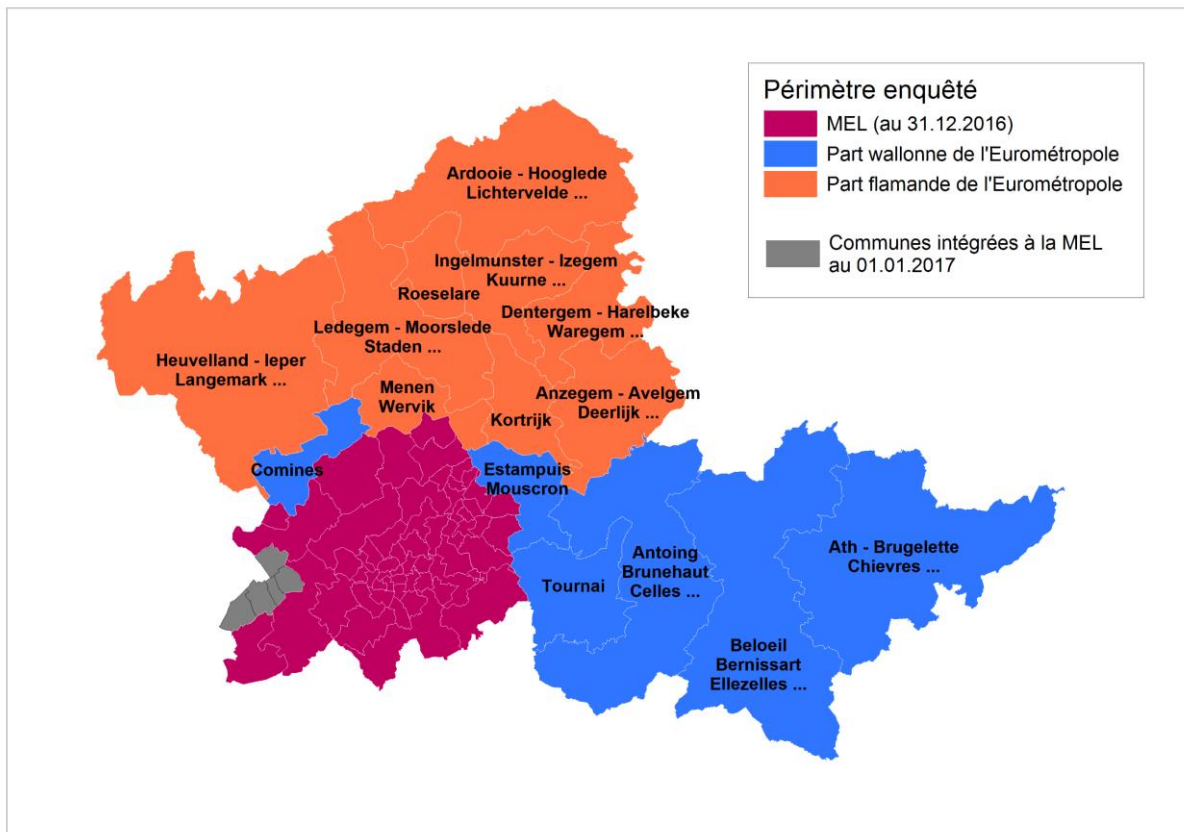 Périmètre enquêté
MEL (au 31.12.2016)
Part wallonne de l'Eurométropole
Part flamande de l'Eurométropole
Communes intégrées à la MEL
au 01.01.2017
Ardooie - Hooglede
Lichtervelde ...
Ingelmunster - Izegem
Kuurne ...
Roeselare
Dentergem - Harelbeke
Waregem ...
Ledegem - Moorslede
Staden ...
Heuvelland - Ieper
Langemark ...
Menen
Wervik
Anzegem - Avelgem
Deerlijk ...
Kortrijk
Comines
Estampuis
Mouscron
Tournai
Antoing
Brunehaut
Celles ...
Ath - Brugelette
Chievres ...
Beloeil
Bernissart
Ellezelles ...